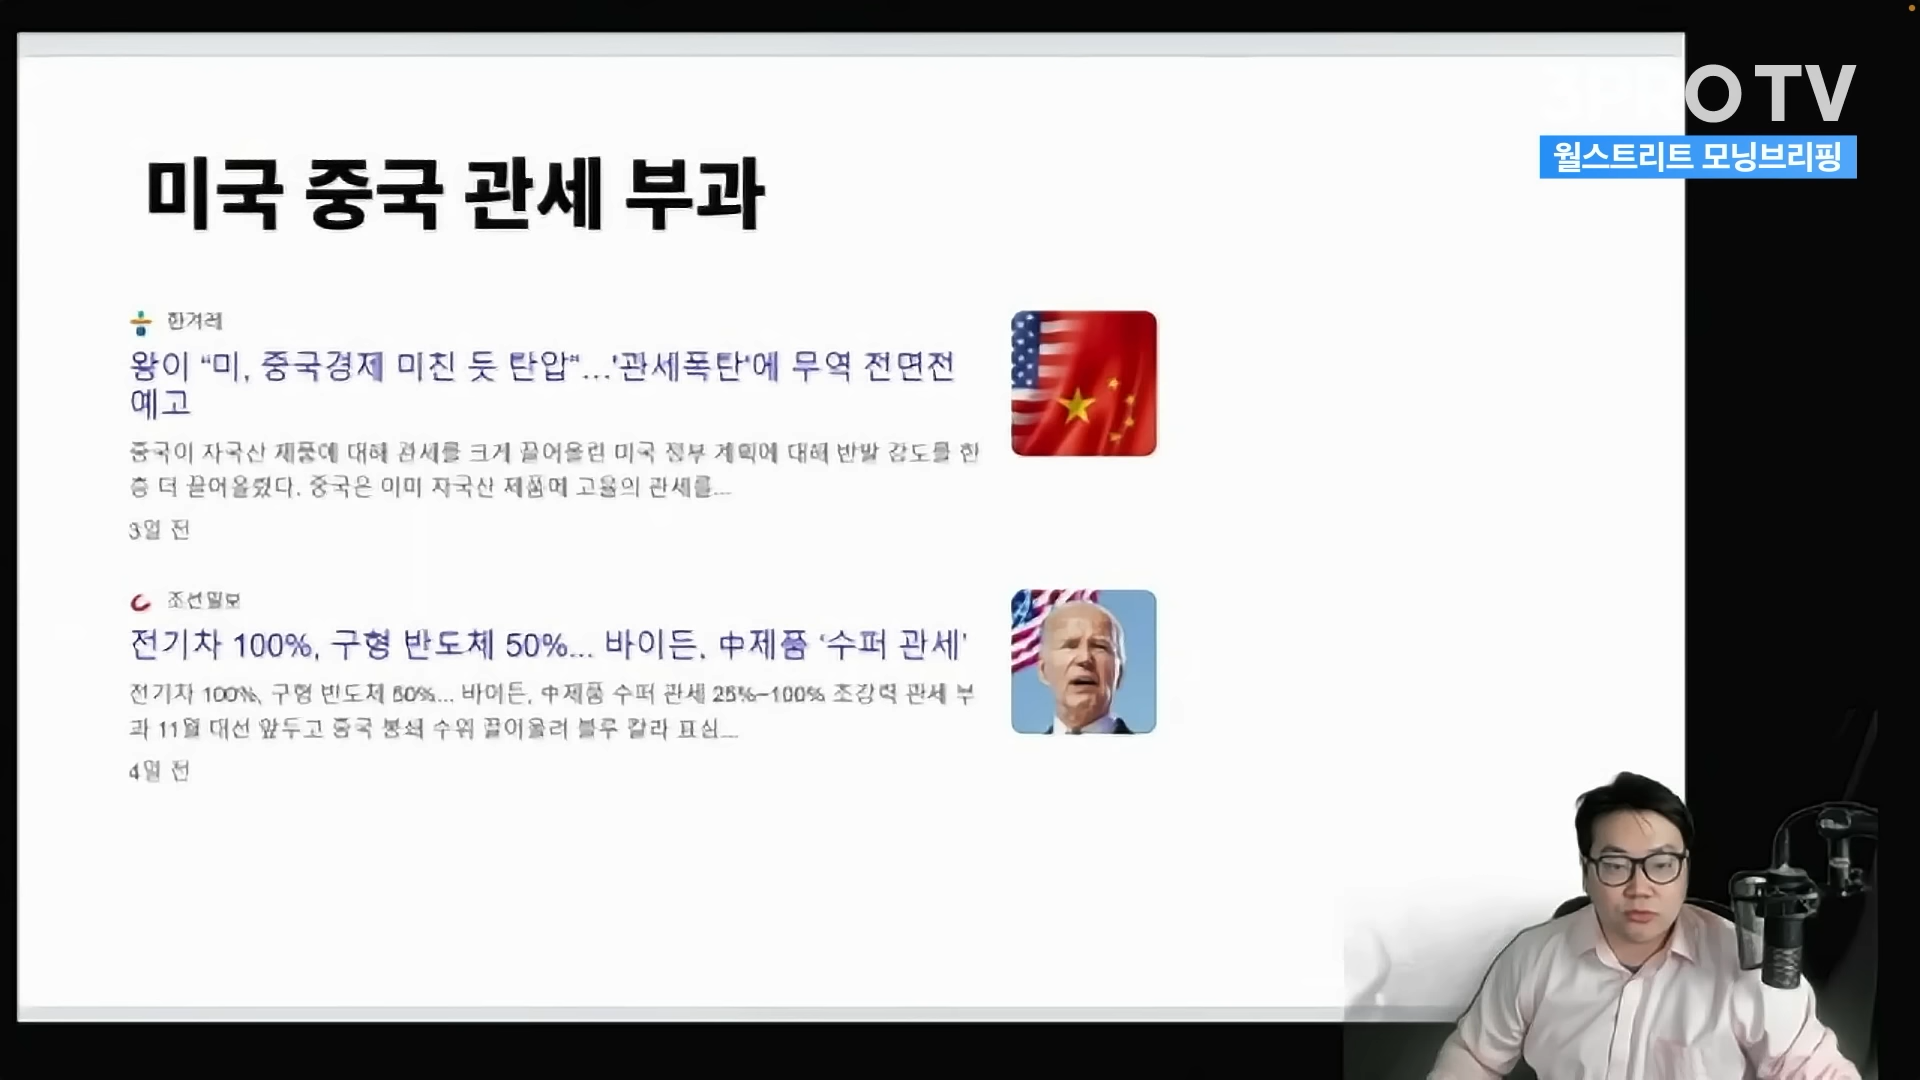 3PRO TV
월스트리트 모닝브리핑
미국 중국 관세 부과
한겨레
왕이 “미, 중국경제 미친 듯 탄압”...'관세폭탄'에 무역 전면전
예고
중국이 자국산 제품에 대해 관세를 크게 끌어올린 미국 정부 계획에 대해 반발 강도를 한
층 더 끌어올렸다. 중국은 이미 자국산 제품에 고율의 관세를...
3일 전
조선일보
전기차 100%, 구형 반도체 50%... 바이든, 中제품 ‘수퍼 관세’
전기차 100%, 구형 반도체 50%... 바이든, 中제품 수퍼 관세 25%~100% 초강력 관세 부
과 11월 대선 앞두고 중국 봉쇄 수위 끌어올려 블루 칼라 표심...
4일 전